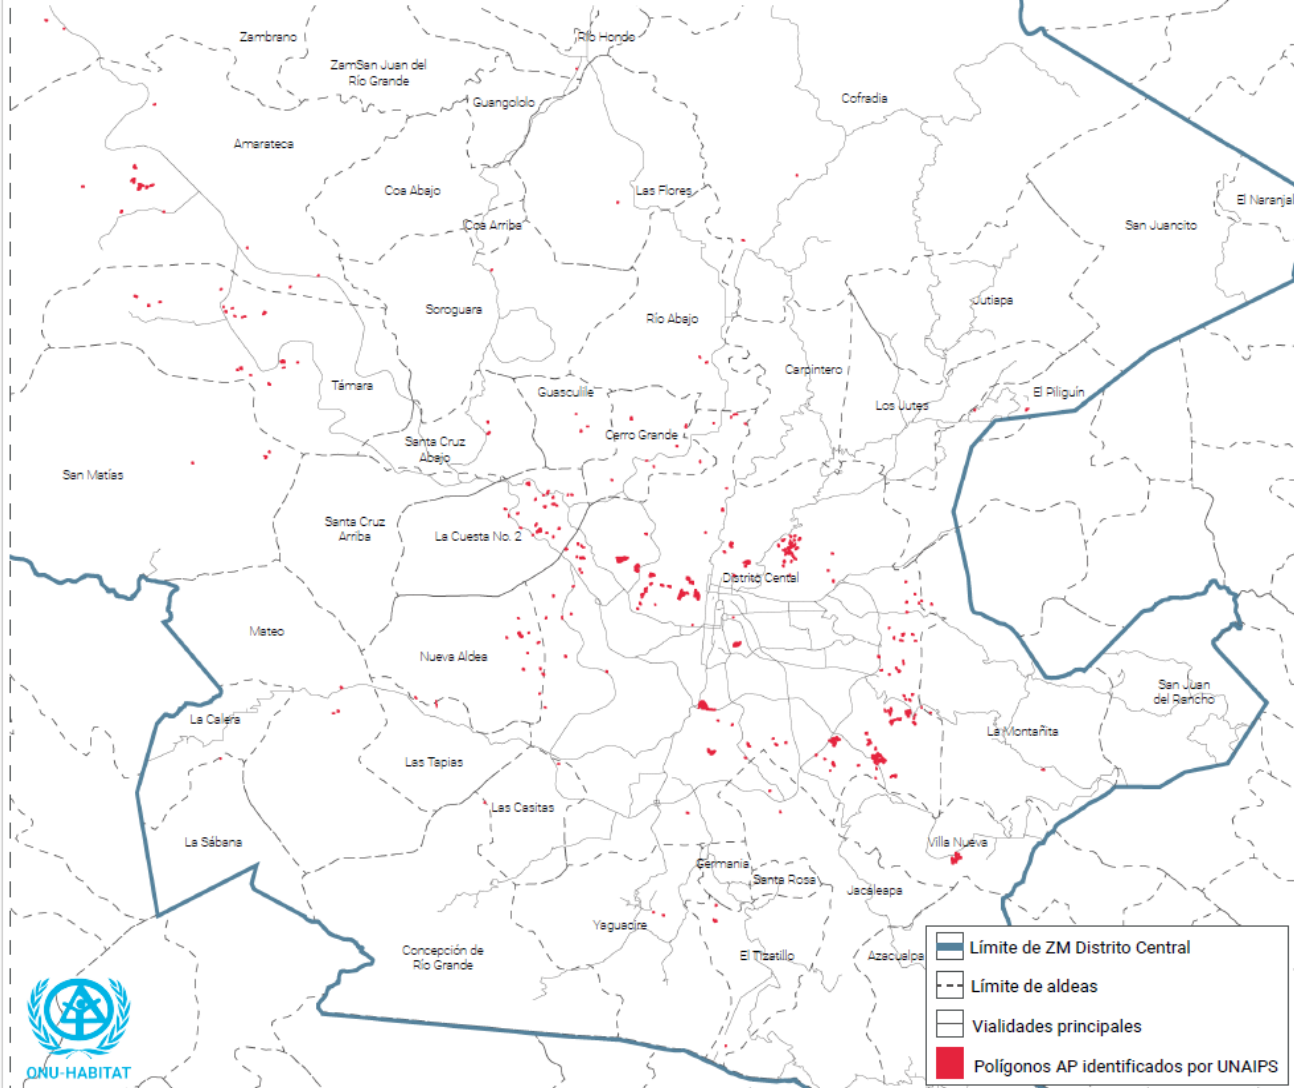 Zambrano
Río Hondo
ZamSan Juan del
Río Grande
Guangololo
Cofradia
Amarateca
Coa Abajo
Las Flores
El Naranjal
Coa Arriba
San Juancito
Jutiapa
Soroguara
Río Abajo
Carpintero
Támara
Guasculile
El Piliguín
Los Jutes
Cerro Grande
Santa Cruz
Abajo
San Matías
Santa Cruz
Arriba
La Cuesta No. 2
Distrito Cental
Mateo
Nueva Aldea
San Juan
del Rancho
La Calera
La Montañita
Las Tapias
Las Casitas
La Sábana
Villa Nueva
Germania
Santa Rosa
Jacaleapa
Yaguacire
Concepción de
Río Grande
El Tizatillo
Azacualpa
Límite de ZM Distrito Central
Límite de aldeas
Vialidades principales
Polígonos AP identificados por UNAIPS
ONU-HABITAT